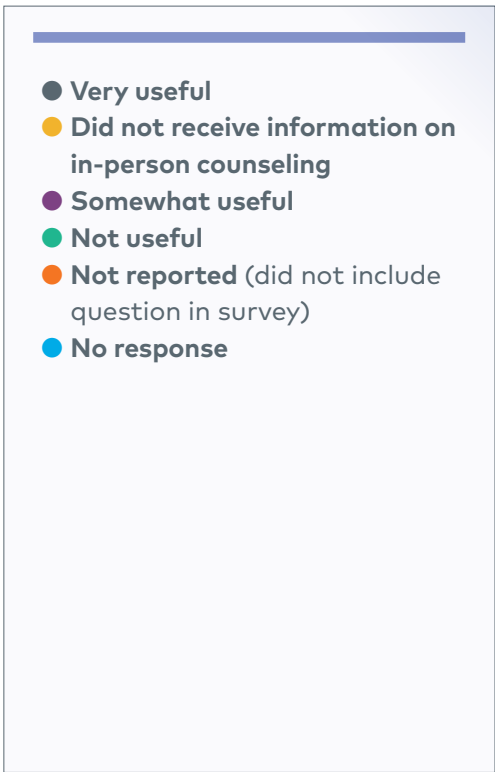 Very useful
Did not receive information on
in-person counseling
Somewhat useful
Not useful
Not reported (did not include
question in survey)
No response